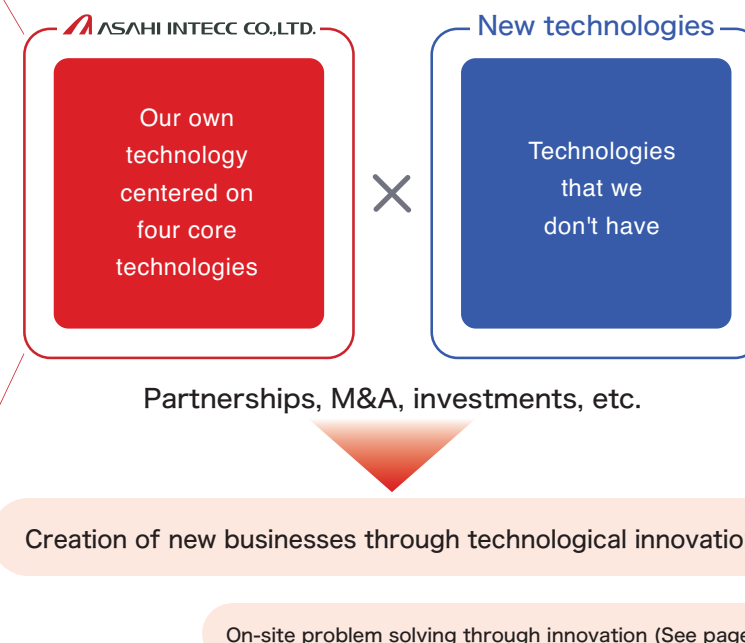 ASAHI INTECC CO.,LTD.
New technologies
Our own
technology
centered on
four core
technologies
×
Technologies
that we
don't have
Partnerships, M&A, investments, etc.
Creation of new businesses through technological innovatio
On-site problem solving through innovation (See page